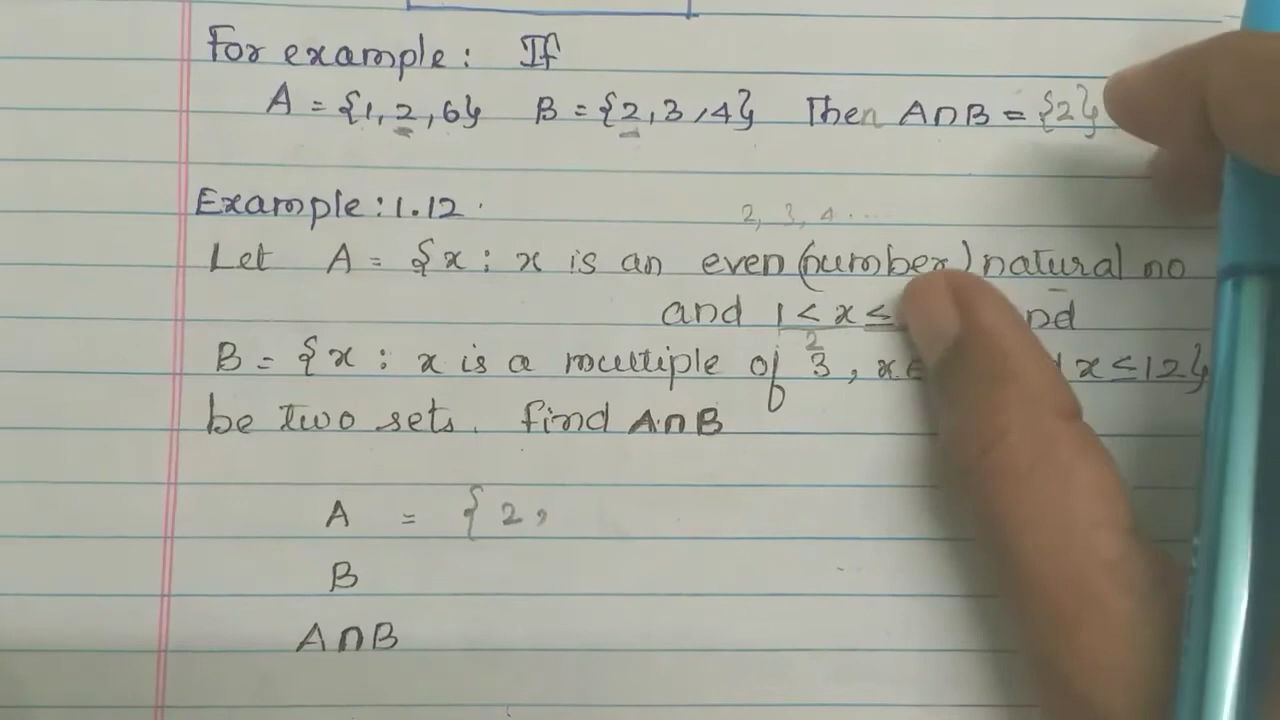 For example: If
A = {1, 2, 6} B = {2, 3, 4} Then A∩B = {2}
Example: 1.12.
2, 3, 4 ...
Let A = {x : x is an even (number) natural no
and 1 < x ≤ nd
2
B = {x : x is a multiple of 3, x∈ x ≤ 12}
be two sets. find A∩B
A = {2,
B
A∩B